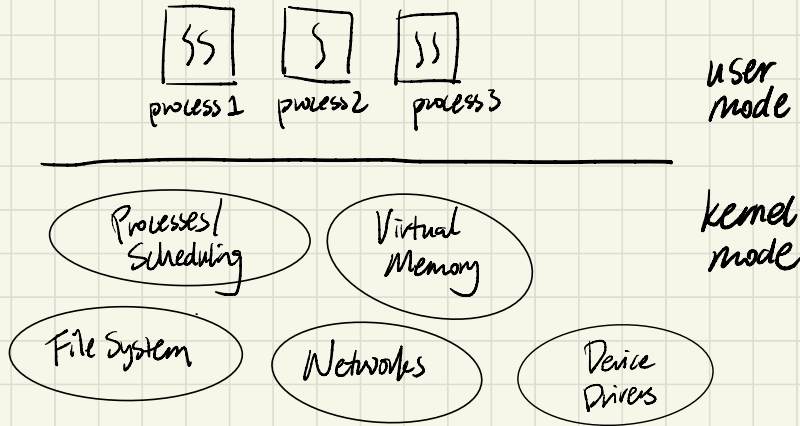 process 1 process 2 process 3
user
mode
Processes/
Scheduling
Virtual
Memory
kernel
mode
File System
Networks
Device
Drivers